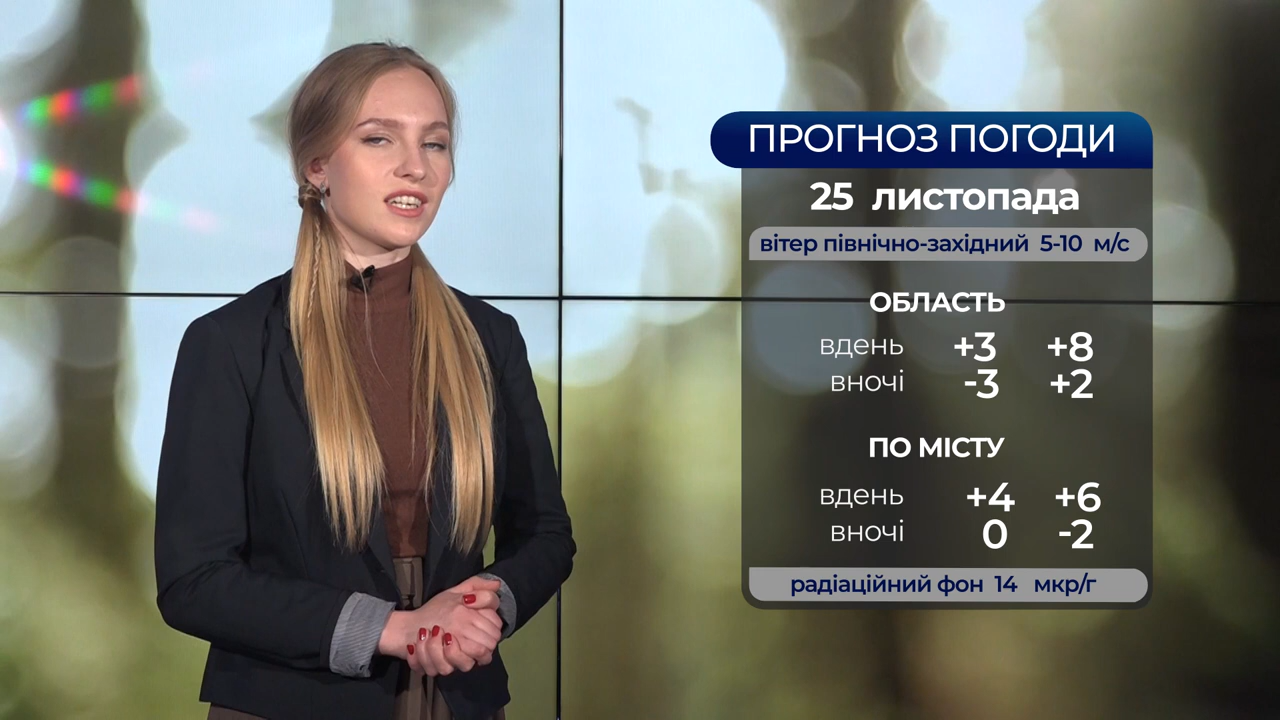 ПРОГНОЗ ПОГОДИ
25 листопада
вітер північно-західний 5-10 м/с
ОБЛАСТЬ
вдень +3 +8
вночі -3 +2
ПО МІСТУ
вдень +4 +6
вночі 0 -2
радіаційний фон 14 мкр/г